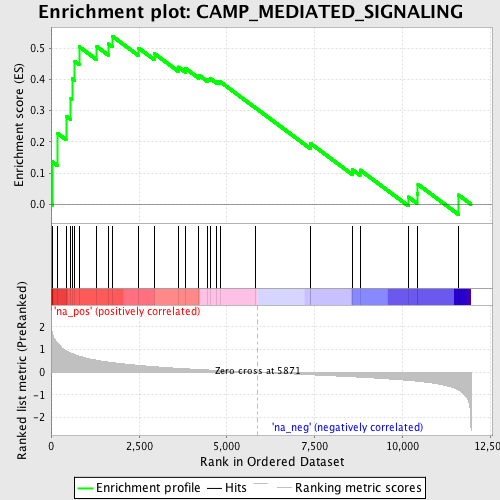 Enrichment plot: CAMP_MEDIATED_SIGNALING
Enrichment score (ES)
0.5
0.4
0.3
0.2
0.1
0.0
'na_pos' (positively correlated)
Ranked list metric (PreRanked)
2
1
0
-1
-2
Zero cross at 5871
'na_neg' (negatively correlated)
0
2,500
5,000
7,500
10,000
12,500
Rank in Ordered Dataset
Enrichment profile
Hits
Ranking metric scores